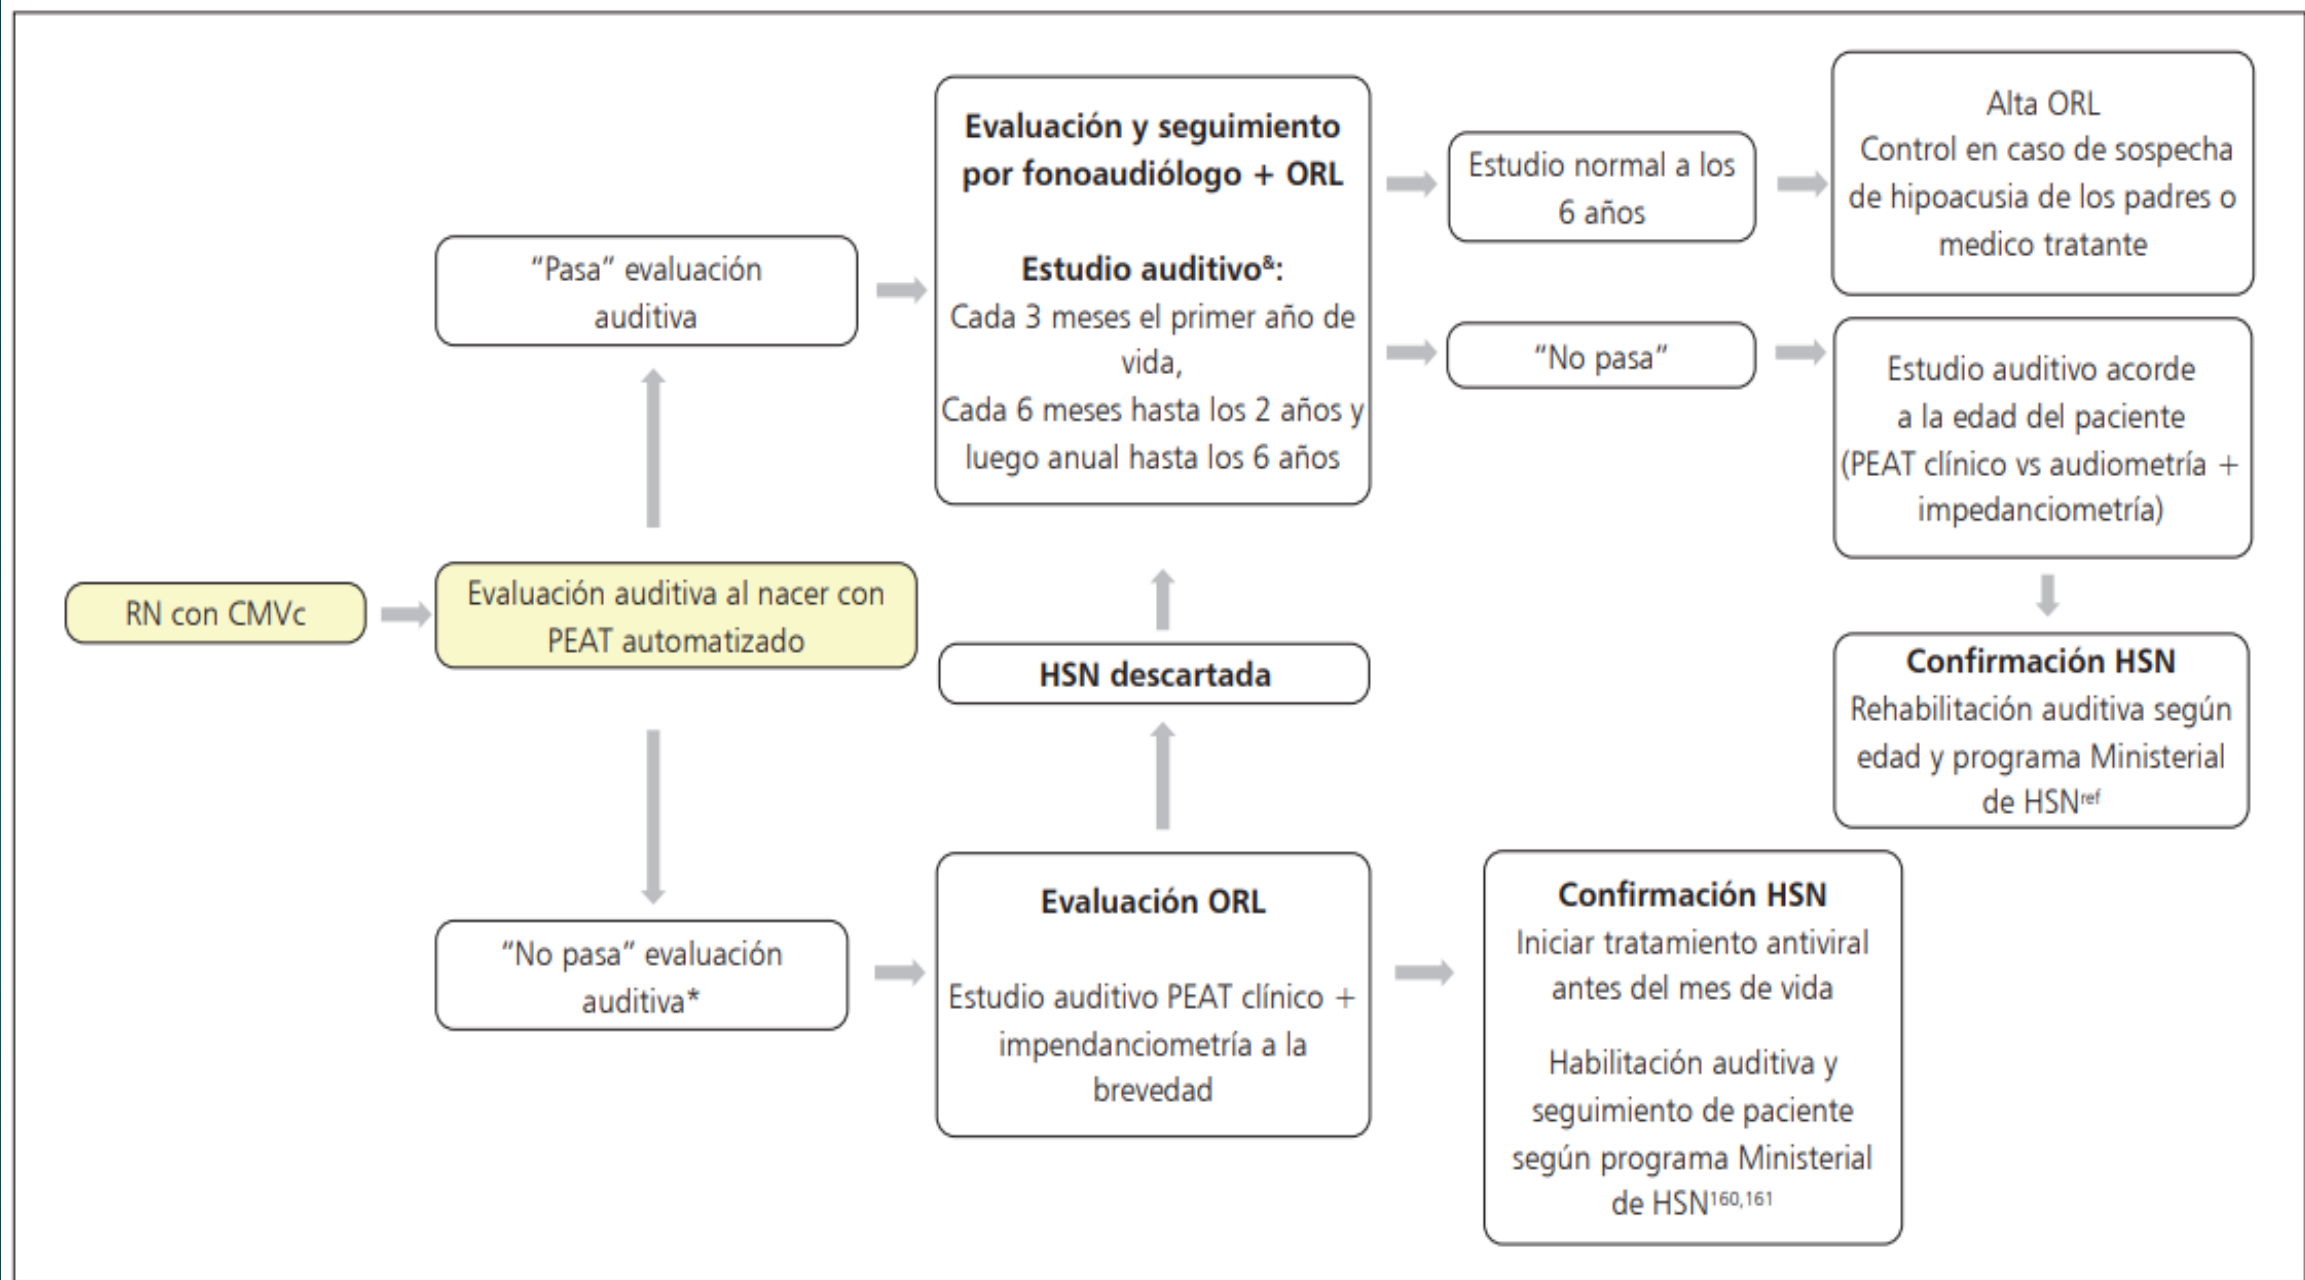 RN con CMVc
Evaluación auditiva al nacer con
PEAT automatizado
“Pasa” evaluación
auditiva
Evaluación y seguimiento
por fonoaudiólogo + ORL
Estudio auditivo&:
Cada 3 meses el primer año de
vida,
Cada 6 meses hasta los 2 años y
luego anual hasta los 6 años
Estudio normal a los
6 años
Alta ORL
Control en caso de sospecha
de hipoacusia de los padres o
medico tratante
“No pasa”
Estudio auditivo acorde
a la edad del paciente
(PEAT clínico vs audiometría +
impedanciometría)
Confirmación HSN
Rehabilitación auditiva según
edad y programa Ministerial
de HSNref
HSN descartada
“No pasa” evaluación
auditiva*
Evaluación ORL
Estudio auditivo PEAT clínico +
impendanciometría a la
brevedad
Confirmación HSN
Iniciar tratamiento antiviral
antes del mes de vida
Habilitación auditiva y
seguimiento de paciente
según programa Ministerial
de HSN160,161